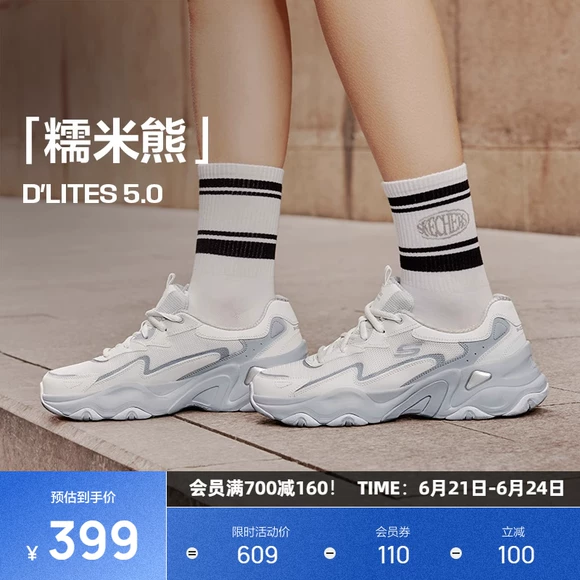 「糯米熊」
D'LITES 5.0
SKECHERS
会员满700减160! TIME: 6月21日-6月24日
预估到手价
¥399
=
限时活动价
609
-
会员券
110
-
立减
100